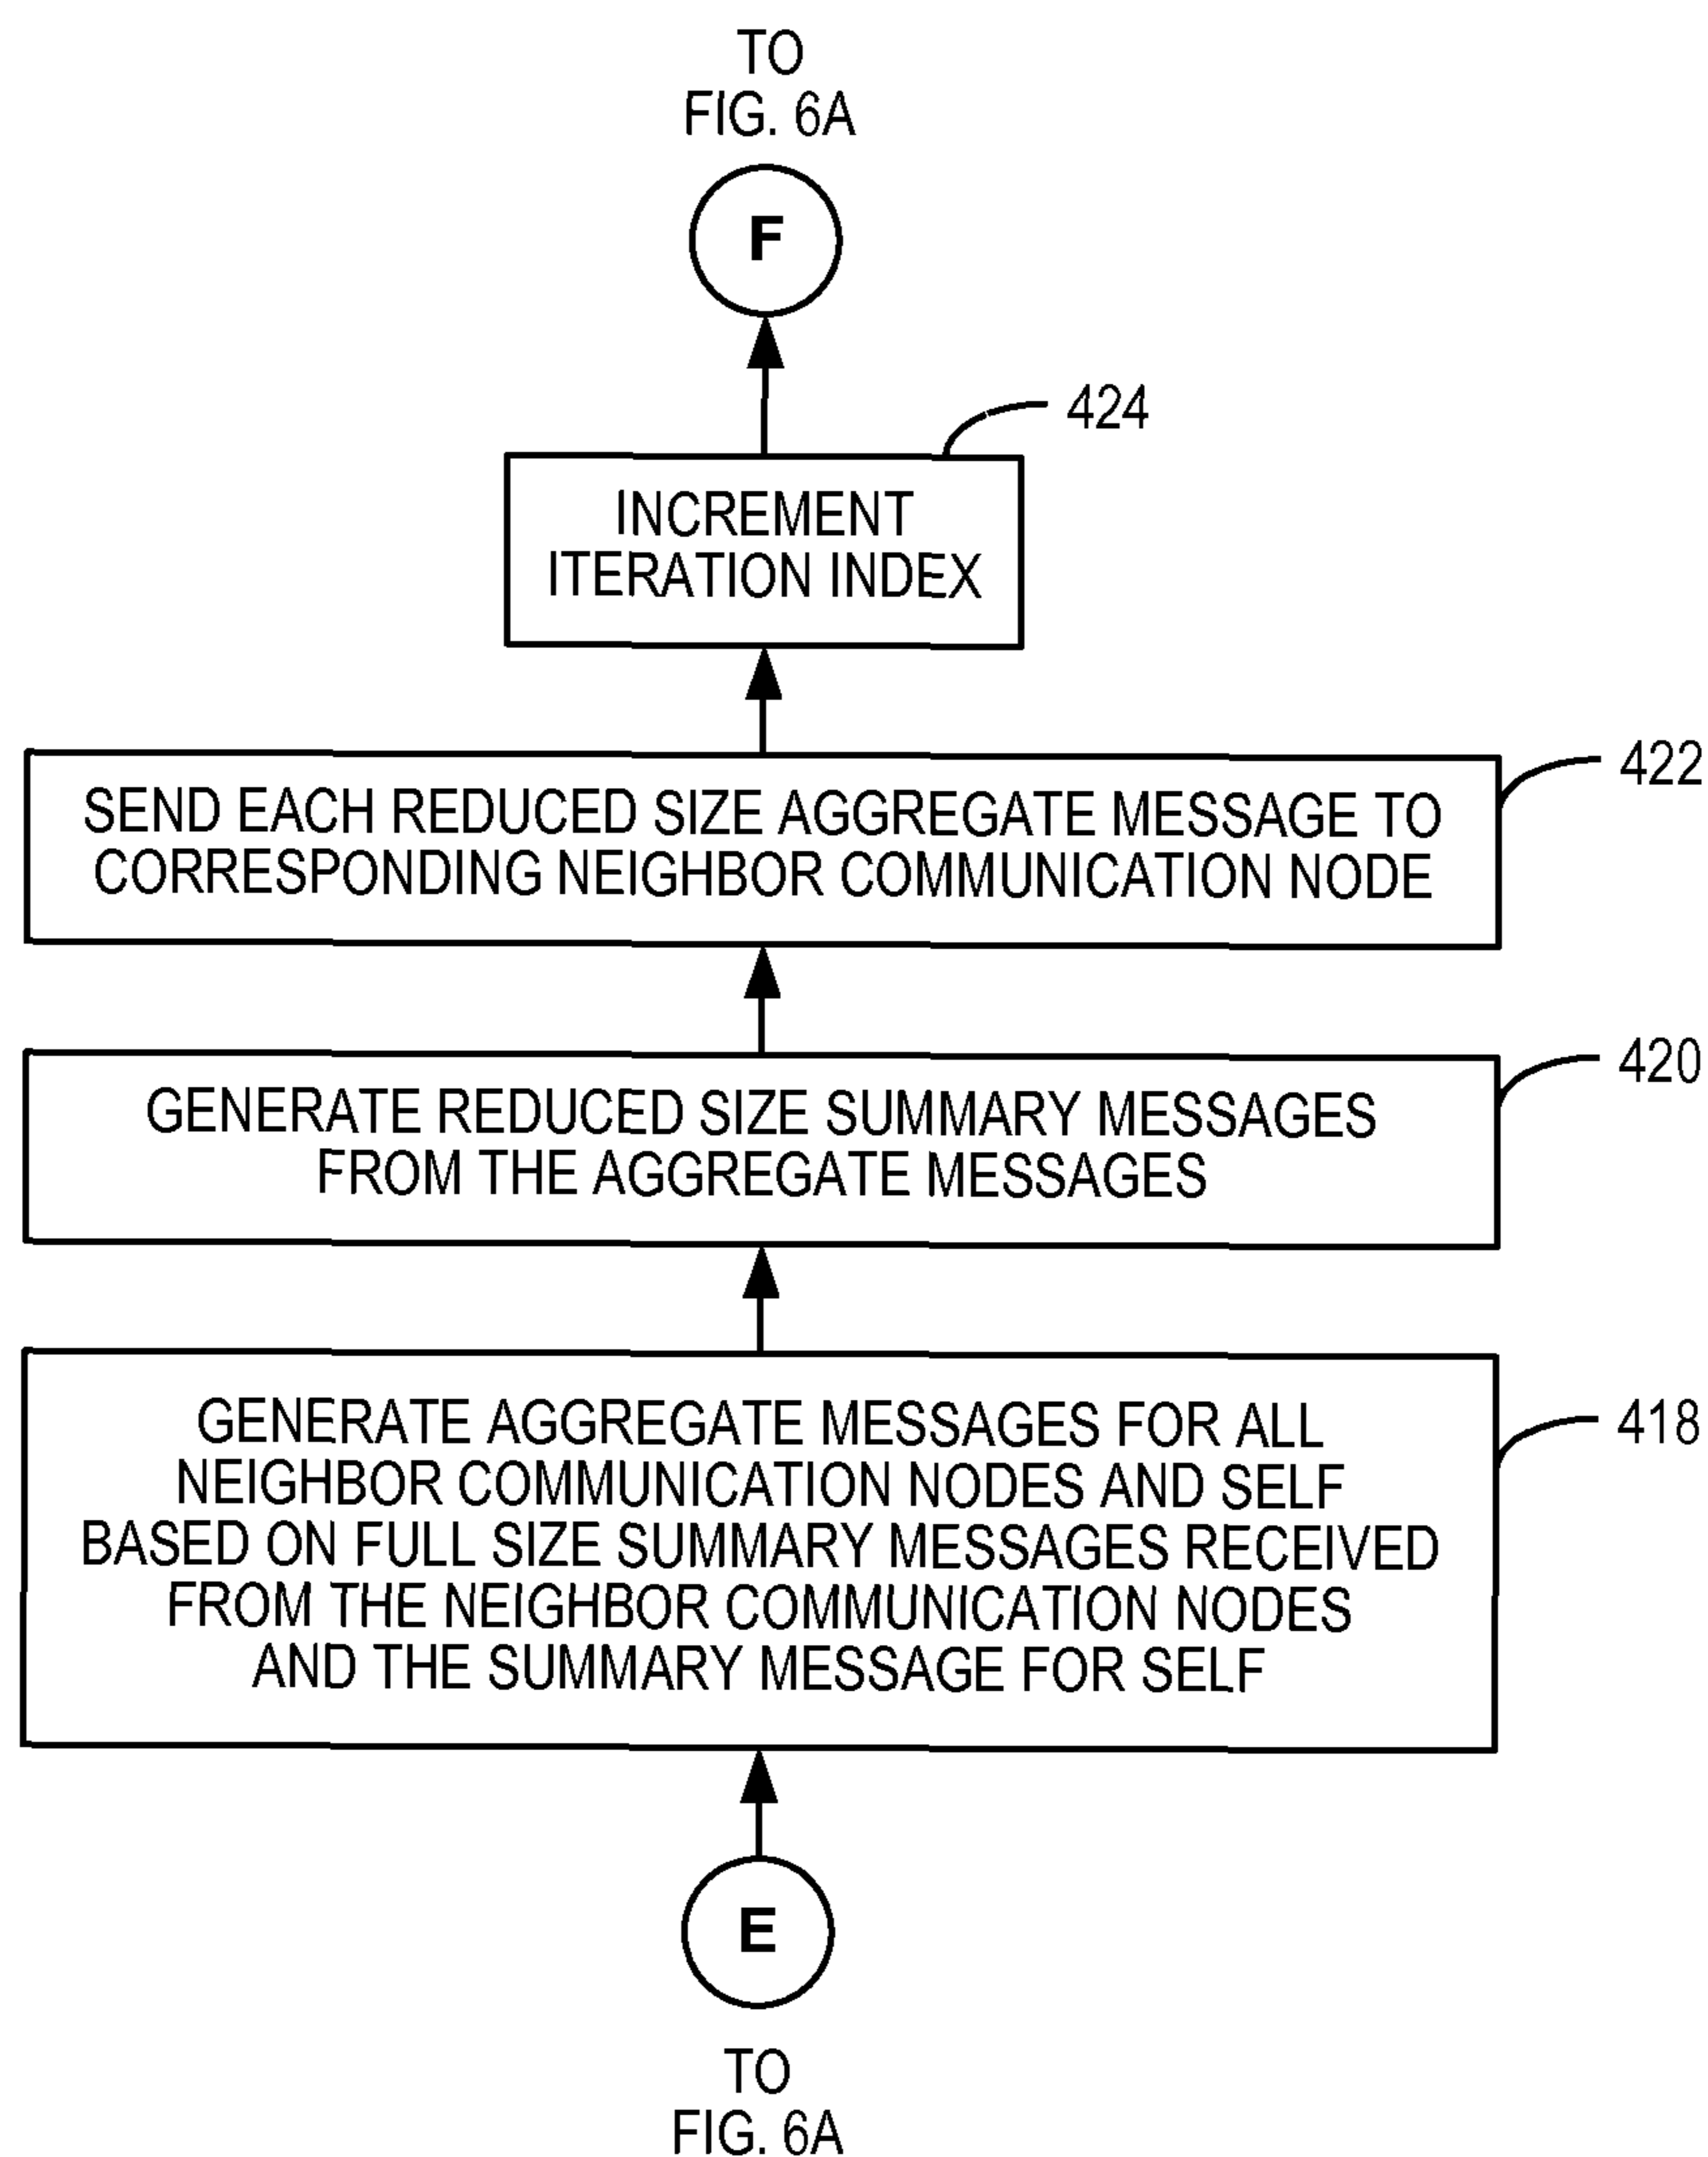 TO
FIG. 6A
F
424
INCREMENT
ITERATION INDEX
422
SEND EACH REDUCED SIZE AGGREGATE MESSAGE TO
CORRESPONDING NEIGHBOR COMMUNICATION NODE
420
GENERATE REDUCED SIZE SUMMARY MESSAGES
FROM THE AGGREGATE MESSAGES
418
GENERATE AGGREGATE MESSAGES FOR ALL
NEIGHBOR COMMUNICATION NODES AND SELF
BASED ON FULL SIZE SUMMARY MESSAGES RECEIVED
FROM THE NEIGHBOR COMMUNICATION NODES
AND THE SUMMARY MESSAGE FOR SELF
E
TO
FIG. 6A